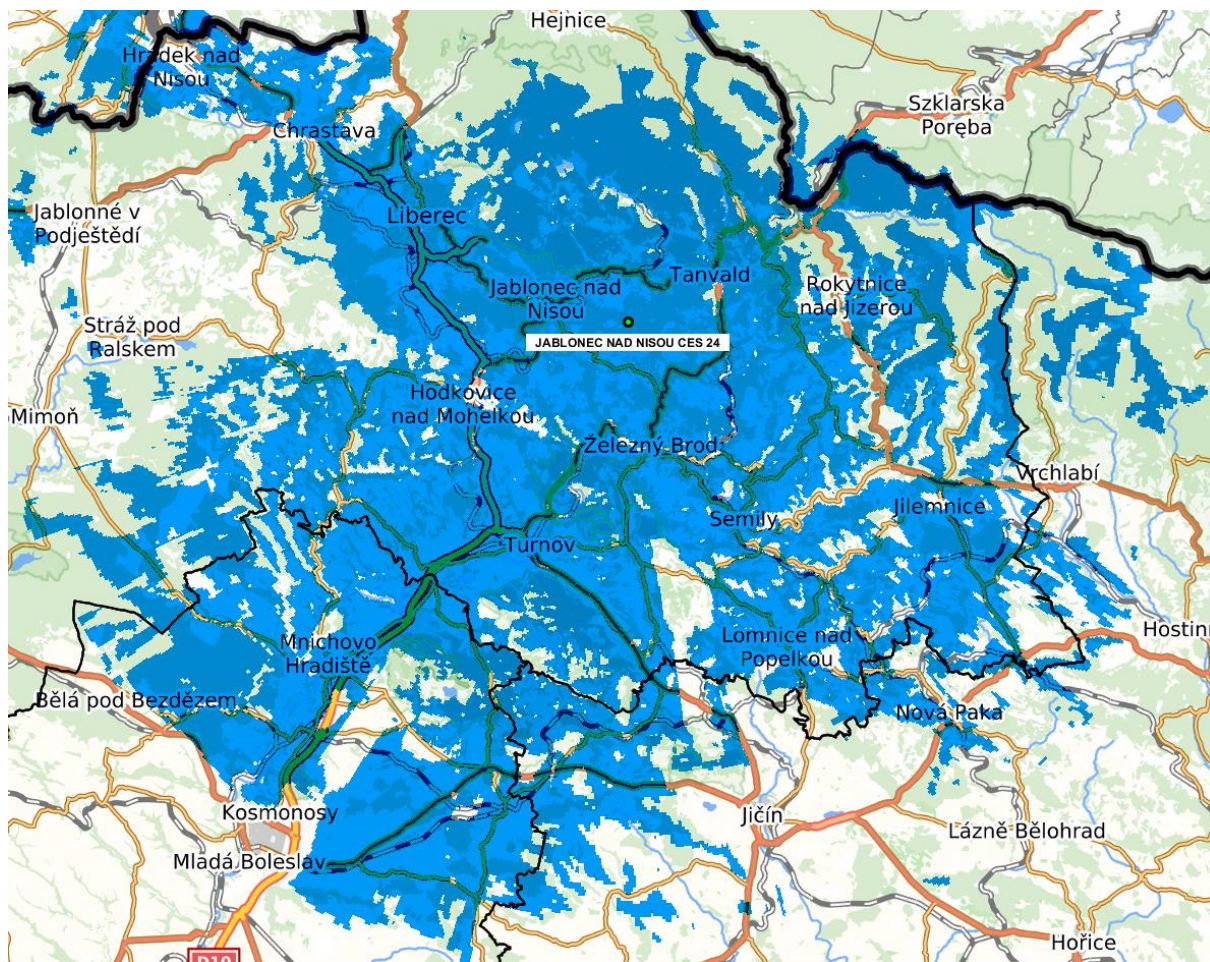 Hejnice
Hrádek nad
Nisou
Szklarska
Poręba
Chrastava
Jablonné v
Podještědí
Liberec
Tanvald
Jablonec nad
Nisou
Rokytnice
nad Jizerou
Stráž pod
Ralskem
JABLONEC NAD NISOU CES 24
Hodkovice
nad Mohelkou
Mimoň
Železný Brod
Vrchlabí
Jilemnice
Semily
Turnov
Hostinn
Mnichovo
Hradiště
Lomnice nad
Popelkou
Bělá pod Bezdězem
Nová Paka
Kosmonosy
Jičín
Lázně Bělohrad
Mladá Boleslav
Hořice
D10